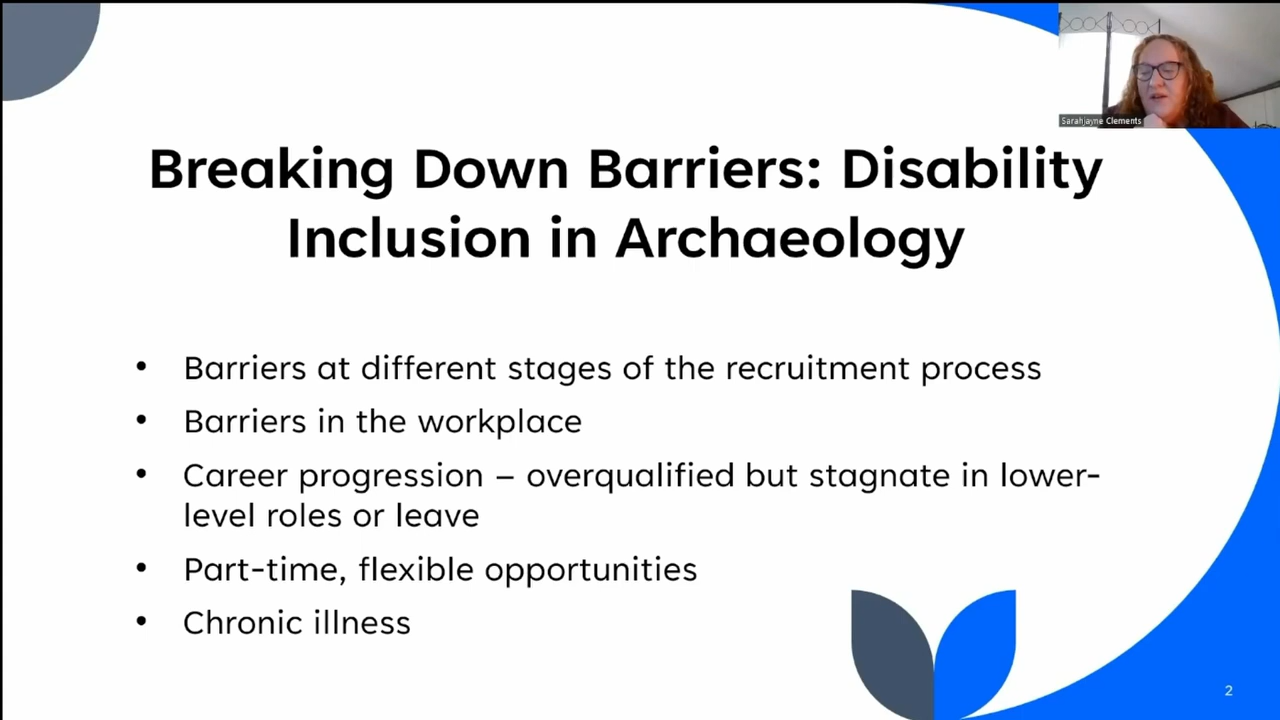 Sarahjayne Clements
Breaking Down Barriers: Disability
Inclusion in Archaeology
• Barriers at different stages of the recruitment process
• Barriers in the workplace
• Career progression – overqualified but stagnate in lower-
level roles or leave
• Part-time, flexible opportunities
• Chronic illness
2